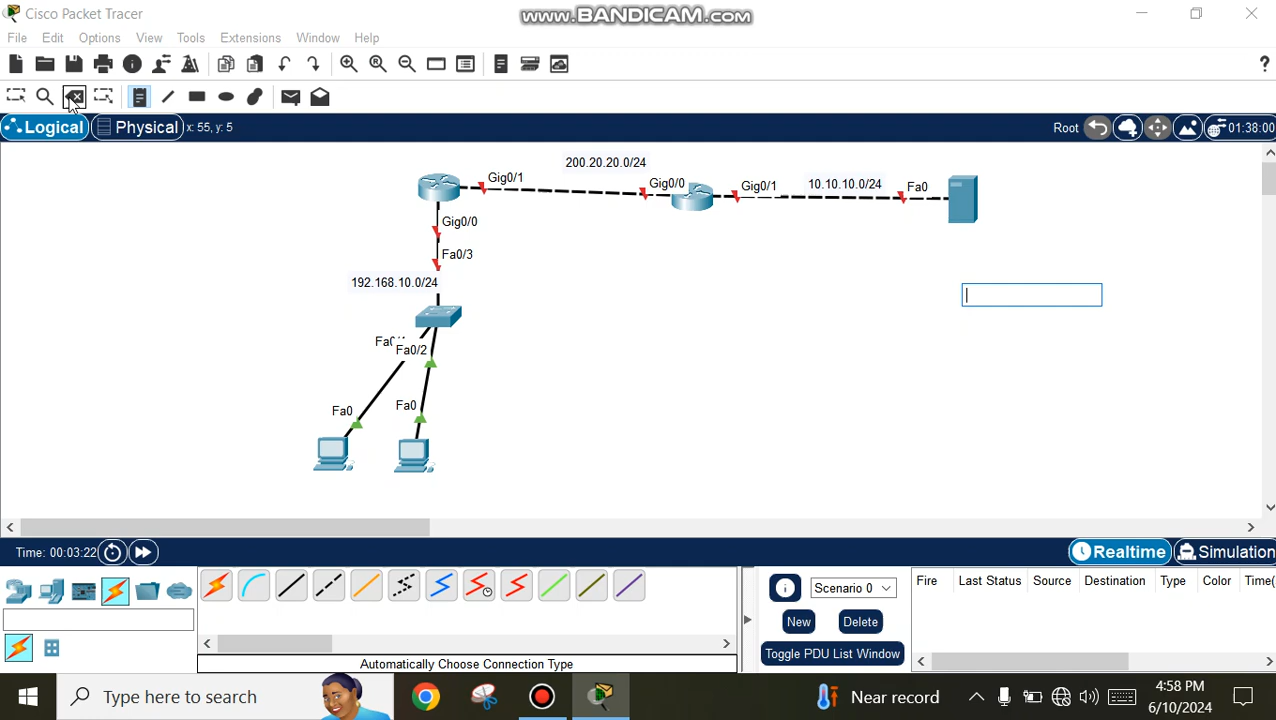 Cisco Packet Tracer
www.BANDICAM.com
File Edit Options View Tools Extensions Window Help
Logical Physical x: 55, y: 5
Root 01:38:00
200.20.20.0/24
Gig0/1
Gig0/0
Gig0/1
10.10.10.0/24
Fa0
Gig0/0
Fa0/3
192.168.10.0/24
Fa0/2
Fa0
Fa0
Time: 00:03:22
Realtime Simulation
Scenario 0
New Delete
Toggle PDU List Window
Fire Last Status Source Destination Type Color Time(
Automatically Choose Connection Type
Type here to search
Near record
4:58 PM
6/10/2024